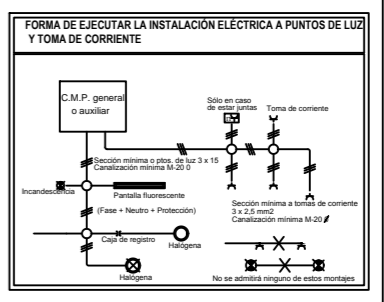 FORMA DE EJECUTAR LA INSTALACIÓN ELÉCTRICA A PUNTOS DE LUZ
Y TOMA DE CORRIENTE
C.M.P. general
o auxiliar
Sólo en caso
de estar juntas
Toma de corriente
Sección mínima o ptos. de luz 3 x 15
Canalización mínima M-20 0
Incandescencia
Pantalla fluorescente
(Fase + Neutro + Protección)
Sección mínima a tomas de corriente
3 x 2,5 mm2
Canalización mínima M-20
Caja de registro
Halógena
Halógena
No se admitirá ninguno de estos montajes